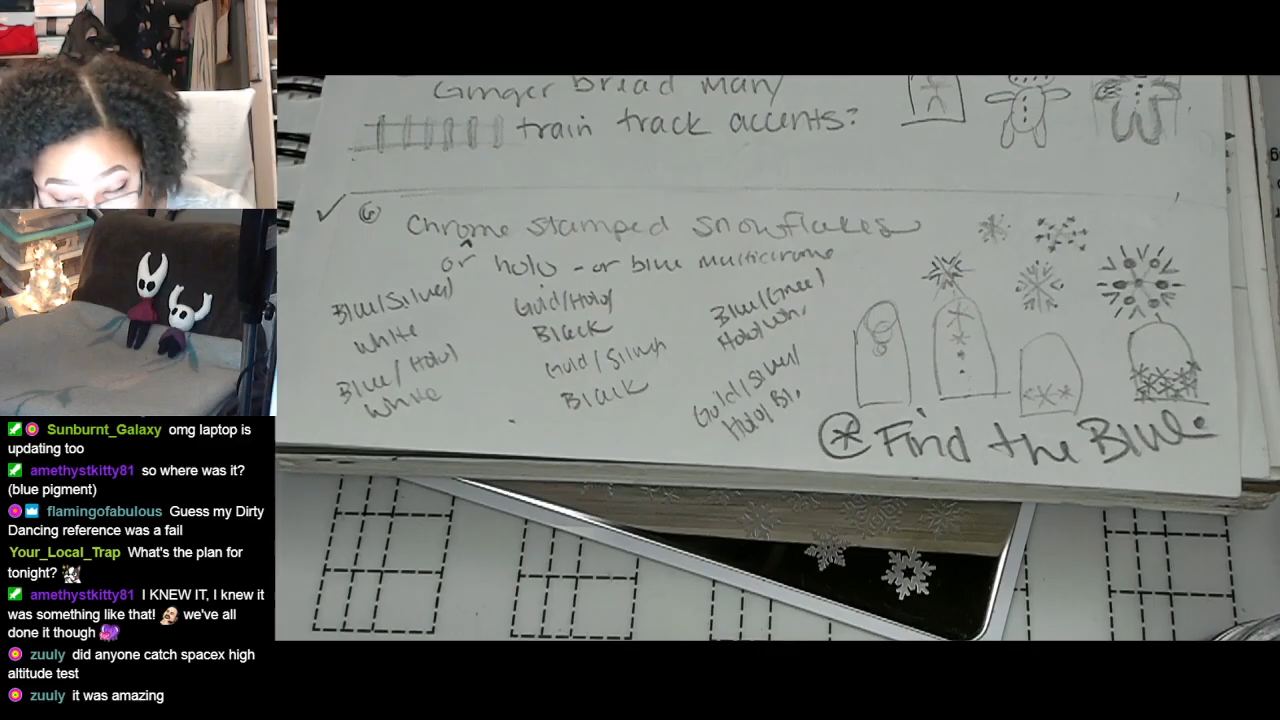 Ginger bread man
train track accents?
✓ 6 Chrome stamped snowflakes
^
or holo - or blue multicrome
Blue/Silver/
White
Blue/Holo/
White
Gold/Holo/
Black
Gold/Silver
Black
Blue/Gree/
Holo/Wh.
Gold/Silver/
Holo/Bl.
* Find the Blue
Sunburnt_Galaxy omg laptop is
updating too
amethystkitty81 so where was it?
(blue pigment)
flamingofabulous Guess my Dirty
Dancing reference was a fail
Your_Local_Trap What's the plan for
tonight?
amethystkitty81 I KNEW IT, I knew it
was something like that! we've all
done it though
zuuly did anyone catch spacex high
altitude test
zuuly it was amazing